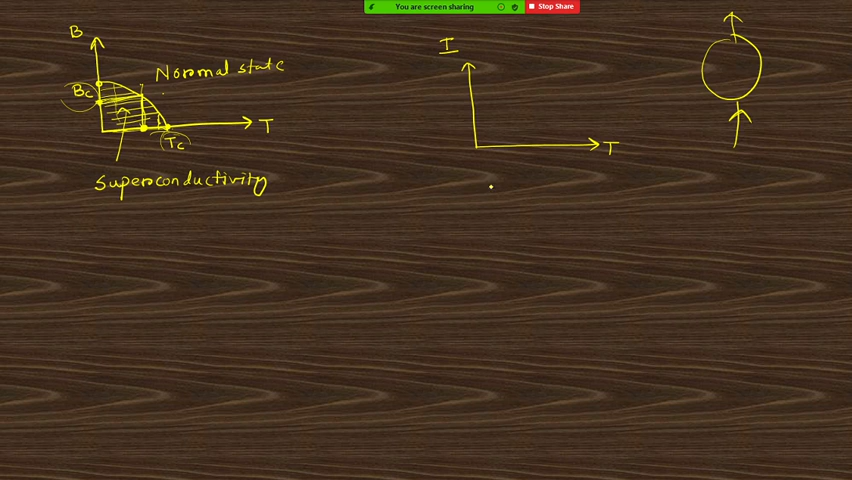 You are screen sharing
Stop Share
B
Normal state
Bc
T
Tc
Superconductivity
I
T